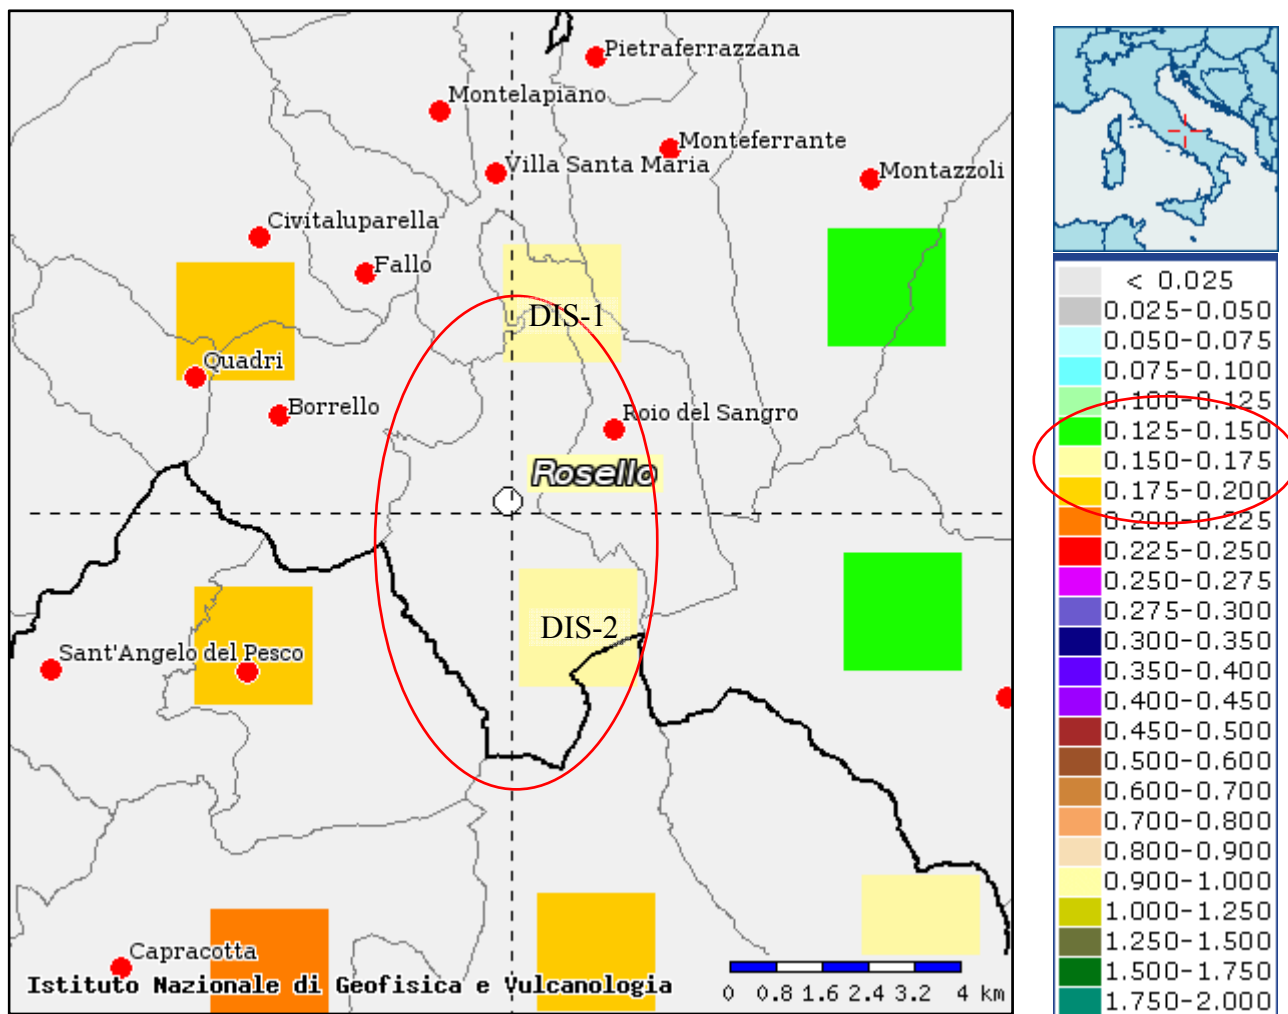 Pietraferrazzana
Montelapiano
Monteferrante
Villa Santa Maria
Montazzoli
Civitaluparella
Fallo
DIS-1
Quadri
Borrello
Roio del Sangro
Rosello
DIS-2
Sant'Angelo del Pesco
Capracotta
Istituto Nazionale di Geofisica e Vulcanologia
0 0.8 1.6 2.4 3.2 4 km
< 0.025
0.025-0.050
0.050-0.075
0.075-0.100
0.100-0.125
0.125-0.150
0.150-0.175
0.175-0.200
0.200-0.225
0.225-0.250
0.250-0.275
0.275-0.300
0.300-0.350
0.350-0.400
0.400-0.450
0.450-0.500
0.500-0.600
0.600-0.700
0.700-0.800
0.800-0.900
0.900-1.000
1.000-1.250
1.250-1.500
1.500-1.750
1.750-2.000